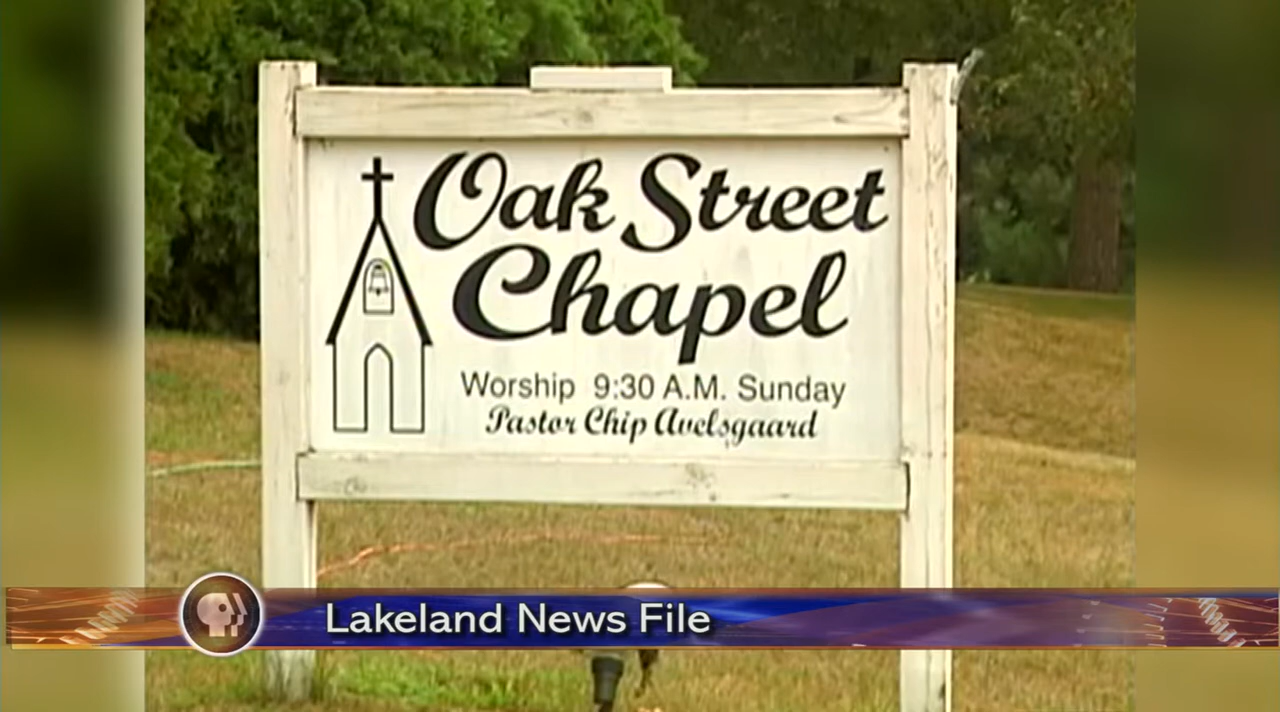 Oak Street
Chapel
Worship 9:30 A.M. Sunday
Pastor Chip Avelsgaard
Lakeland News File